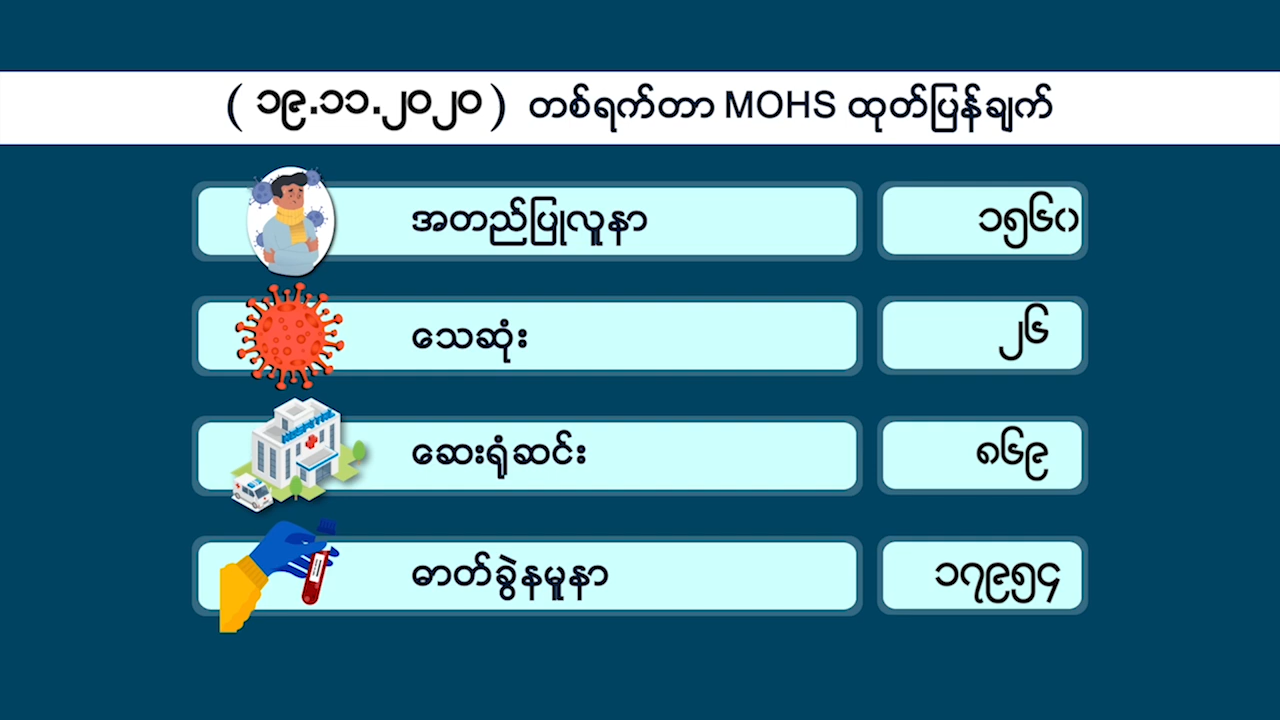 ( ၁၉.၁၁.၂၀၂၀ ) တစ်ရက်တာ MOHS ထုတ်ပြန်ချက်
အတည်ပြုလူနာ ၁၅၆၀
သေဆုံး ၂၆
ဆေးရုံဆင်း ၈၆၉
ဓာတ်ခွဲနမူနာ ၁၇၉၅၄